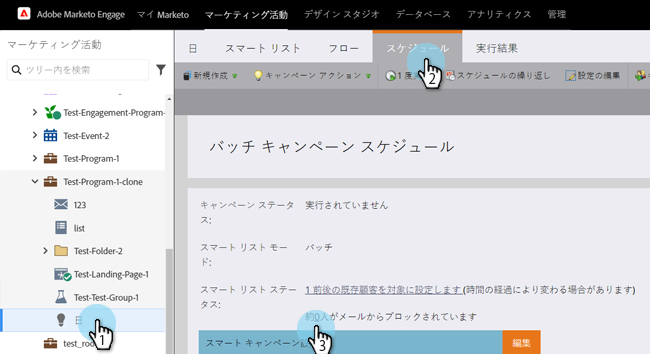 Adobe Marketo Engage マイ Marketo マーケティング活動 デザイン スタジオ データベース アナリティクス 管理
マーケティング活動
ツリー内を検索
日 スマート リスト フロー スケジュール 実行結果
新規作成 キャンペーン アクション 1 度 スケジュールの繰り返し 設定の編集
2
Test-Engagement-Program-
Test-Event-2
Test-Program-1
Test-Program-1-clone
123
list
Test-Folder-2
Test-Landing-Page-1
Test-Test-Group-1
日
1
バッチ キャンペーン スケジュール
キャンペーン ステータ
ス:
実行されていません
スマート リスト モー
ド:
バッチ
スマート リスト ステー
タス:
1 前後の既存顧客を対象に設定します (時間の経過により変わる場合があります)
約0人がメールからブロックされています
スマート キャンペーン
3
編集